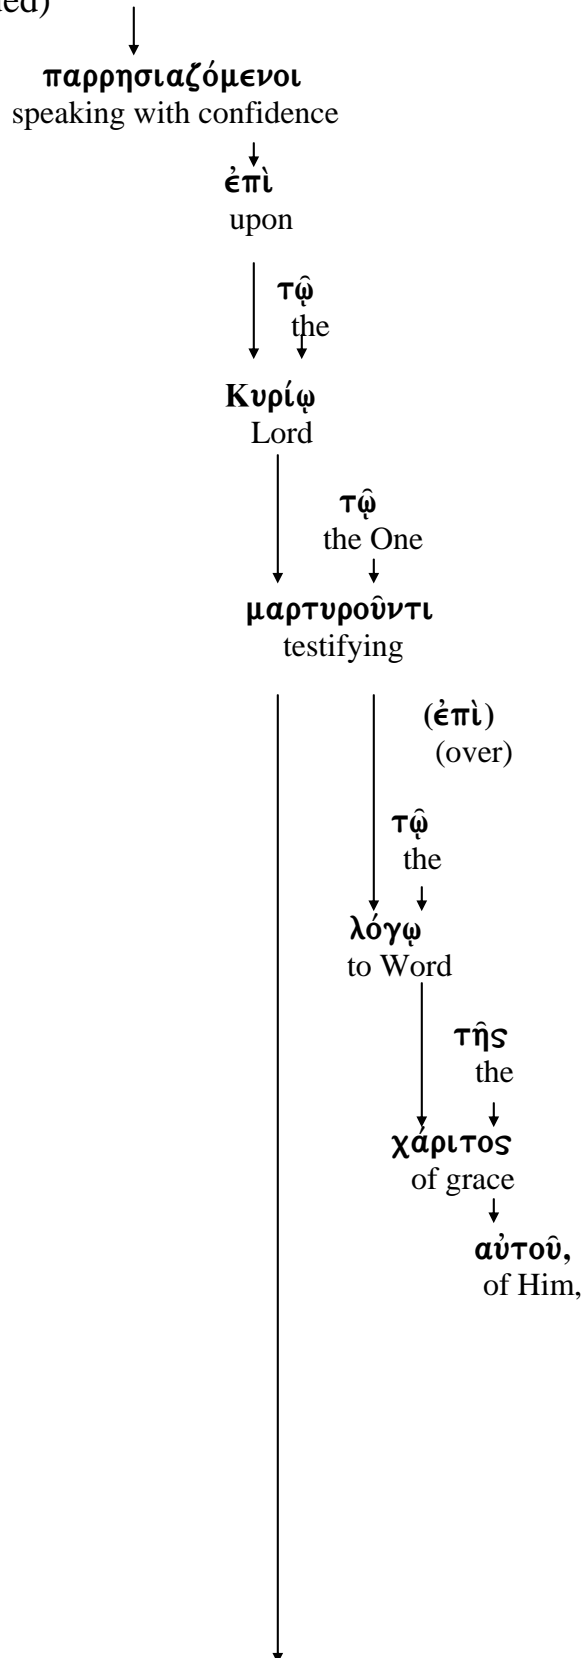 ed)
παρρησιαζόμενοι
speaking with confidence
ἐπὶ
upon
τῷ
the
Κυρίῳ
Lord
τῷ
the One
μαρτυροῦντι
testifying
(ἐπὶ)
(over)
τῷ
the
λόγῳ
to Word
τῆς
the
χάριτος
of grace
αὐτοῦ,
of Him,